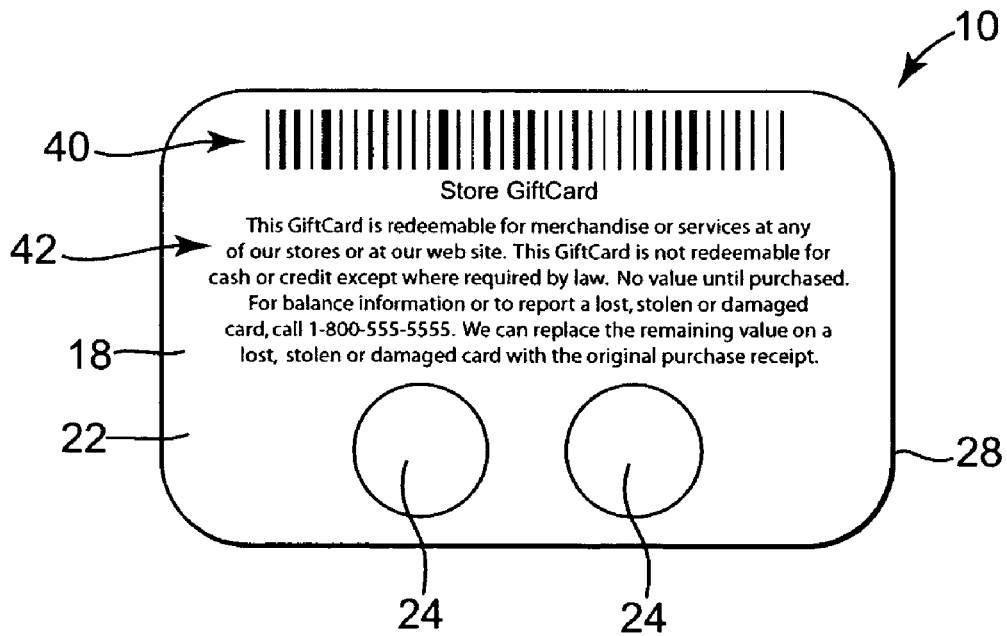 10
40
Store GiftCard
42
This GiftCard is redeemable for merchandise or services at any
of our stores or at our web site. This GiftCard is not redeemable for
cash or credit except where required by law. No value until purchased.
For balance information or to report a lost, stolen or damaged
card, call 1-800-555-5555. We can replace the remaining value on a
lost, stolen or damaged card with the original purchase receipt.
18
22
28
24
24